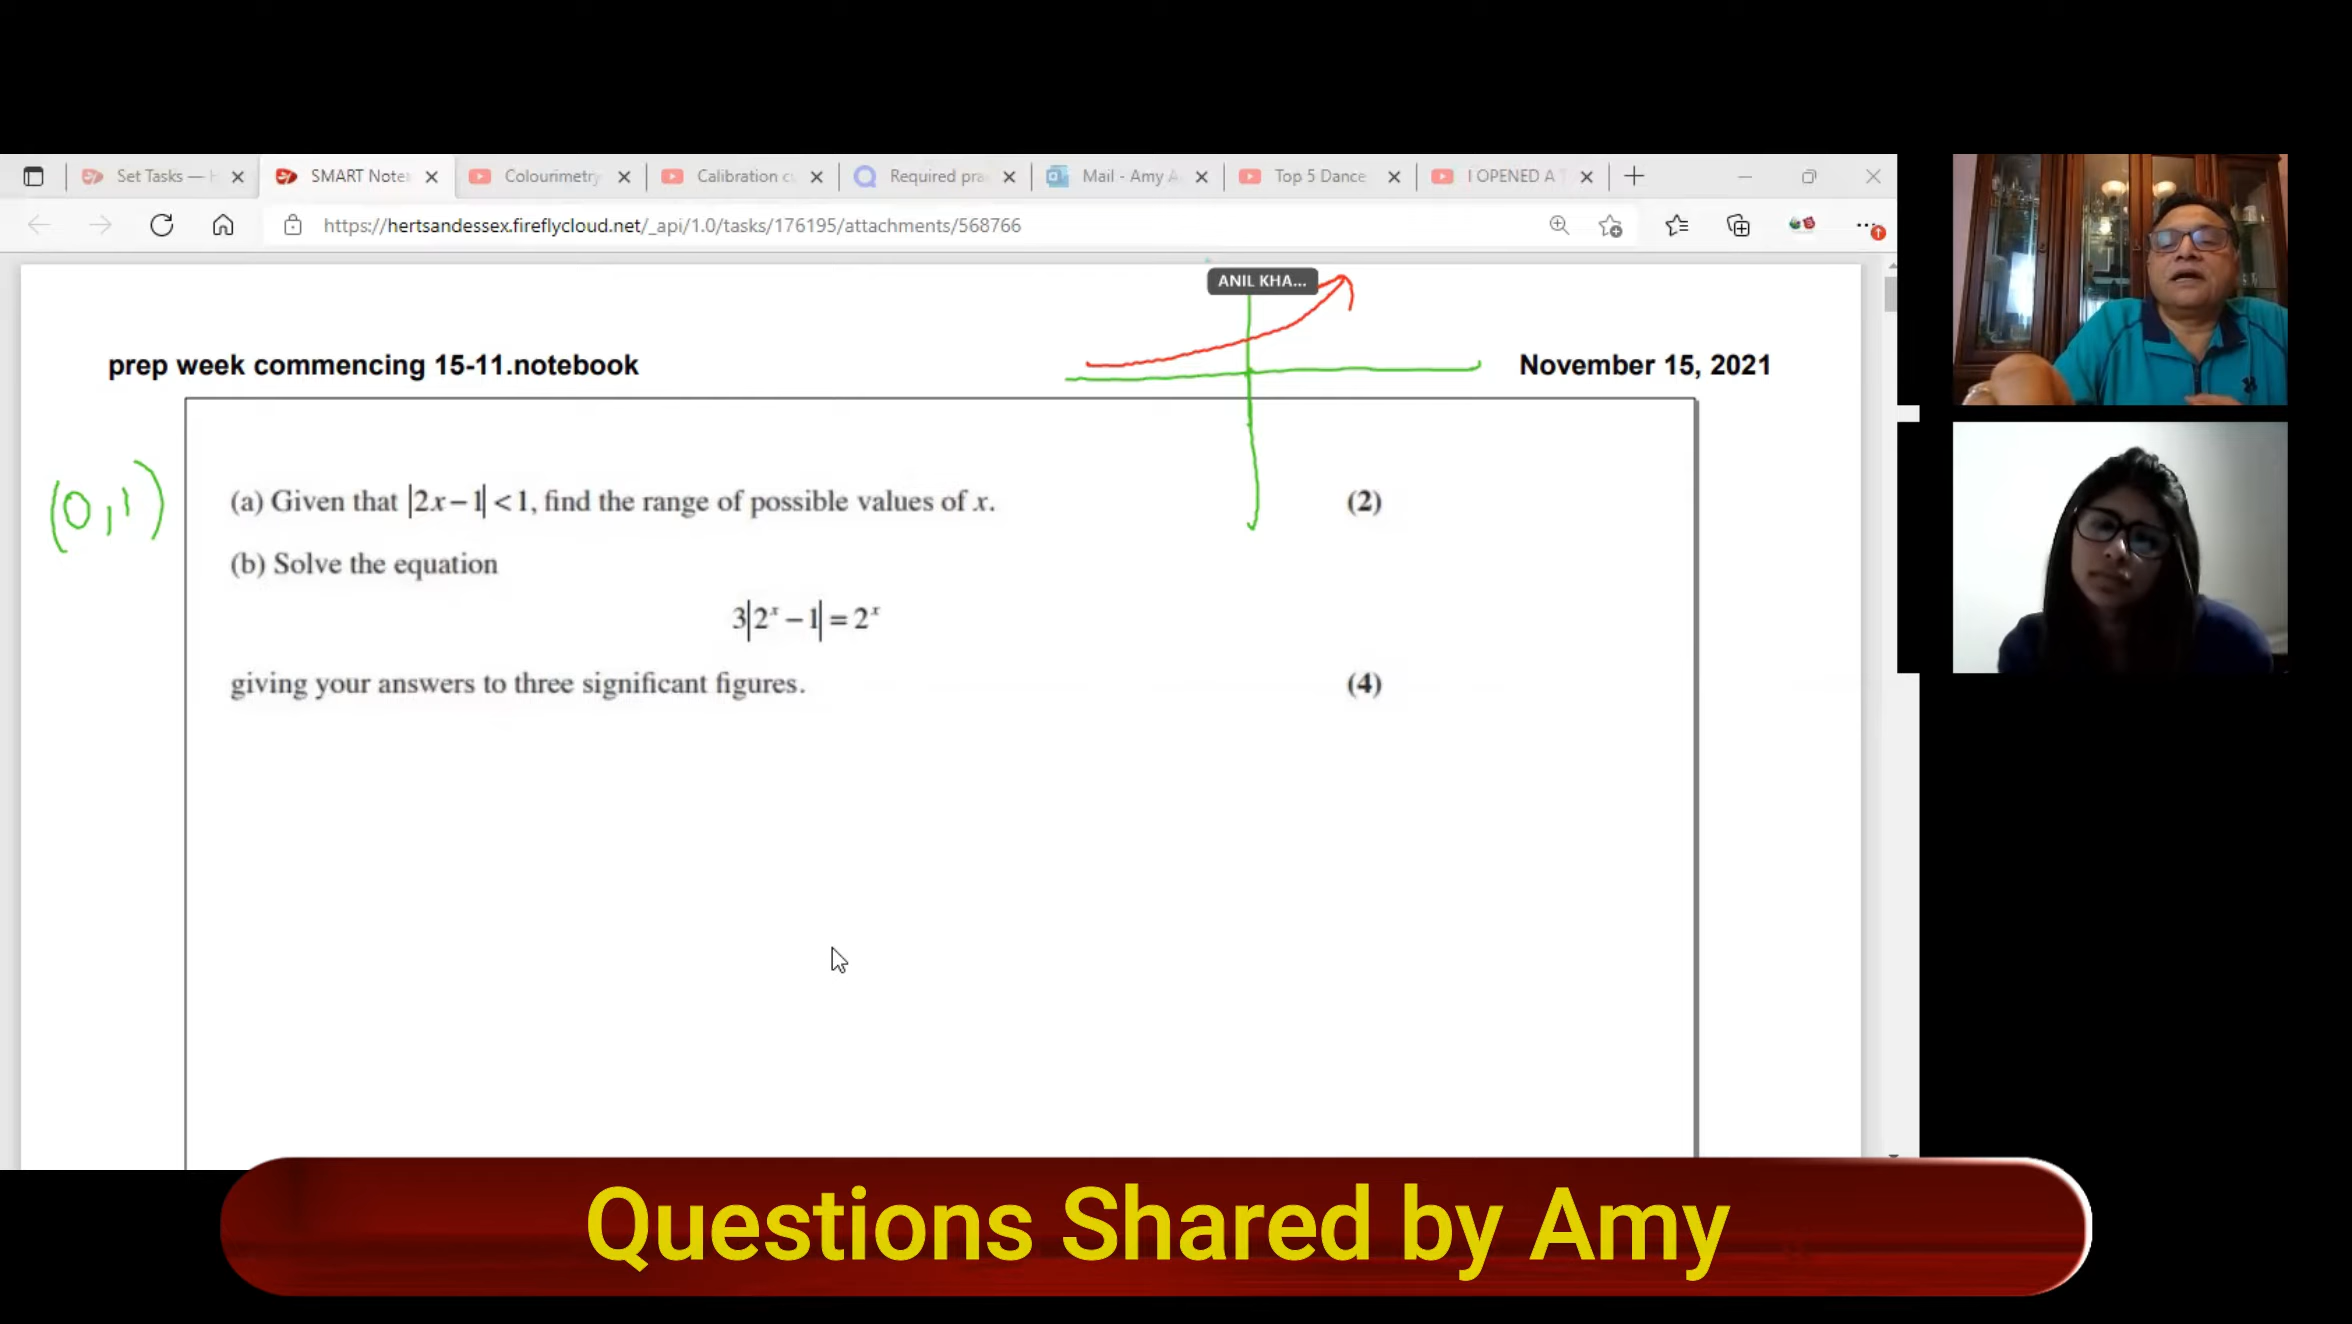 Set Tasks —
SMART Note
Colourimetry
Calibration c
Required pra
Mail - Amy A
Top 5 Dance
I OPENED A T
https://hertsandessex.fireflycloud.net/_api/1.0/tasks/176195/attachments/568766
ANIL KHA...
prep week commencing 15-11.notebook
November 15, 2021
(0,1)
(a) Given that |2x – 1| < 1, find the range of possible values of x. (2)
(b) Solve the equation
3|2ˣ – 1| = 2ˣ
giving your answers to three significant figures. (4)
Questions Shared by Amy